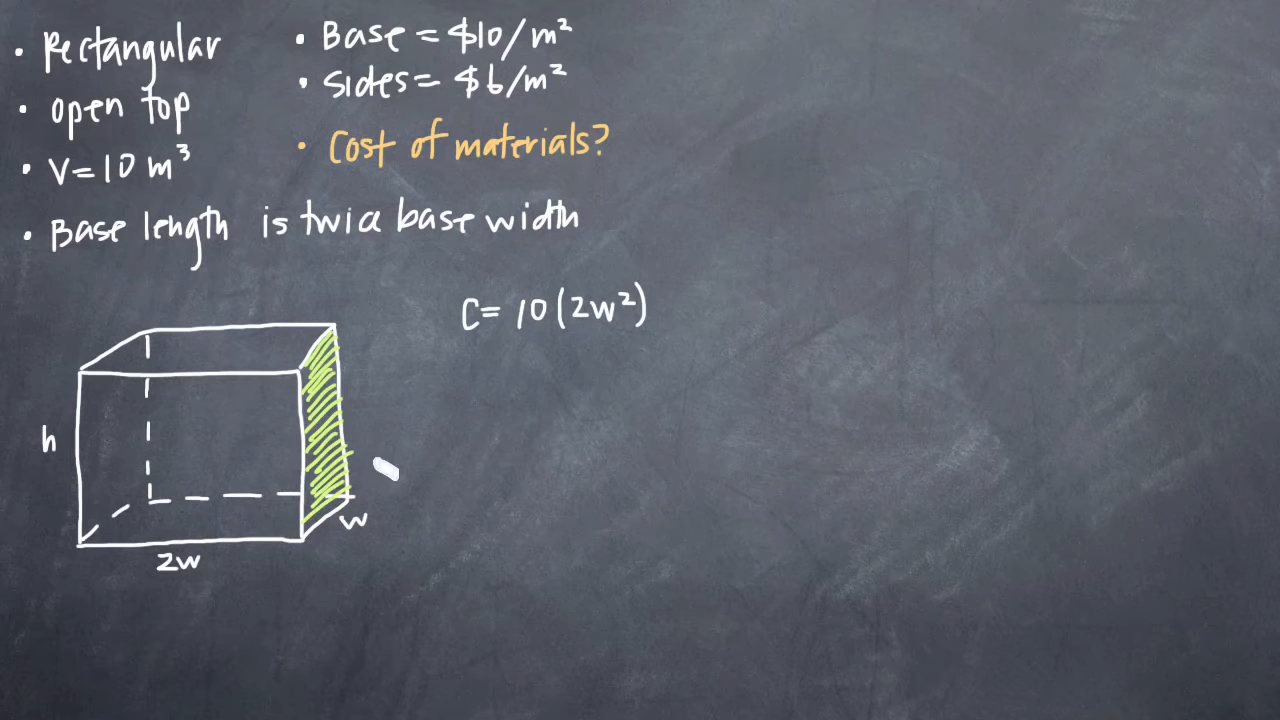 • Rectangular
• open top
• V = 10 m³
• Base length is twice base width
• Base = $10/m²
• Sides = $6/m²
• Cost of materials?
C = 10(2w²)
h
w
2w